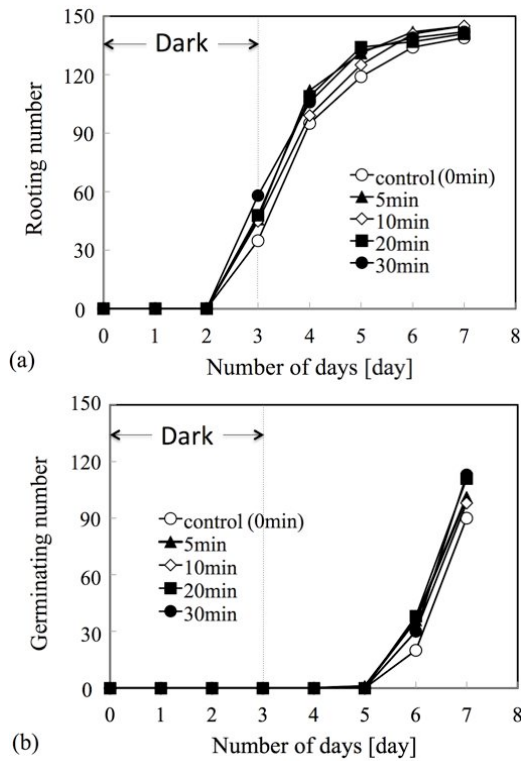 150
Dark
120
90
Rooting number
60
30
0
control (0min)
5min
10min
20min
30min
0 1 2 3 4 5 6 7 8
Number of days [day]
(a)
150
Dark
120
90
Germinating number
60
30
0
control (0min)
5min
10min
20min
30min
0 1 2 3 4 5 6 7 8
Number of days [day]
(b)